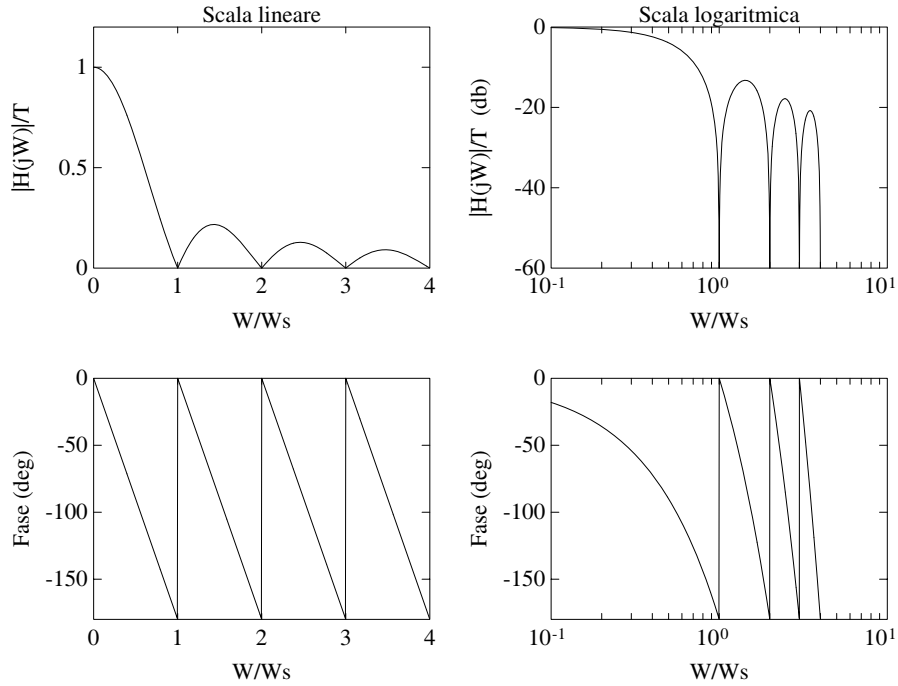 Scala lineare
|H(jW)|/T
1
0.5
0
0 1 2 3 4
W/Ws
Scala logaritmica
|H(jW)|/T (db)
0
-20
-40
-60
10-1 100 101
W/Ws
Fase (deg)
0
-50
-100
-150
0 1 2 3 4
W/Ws
Fase (deg)
0
-50
-100
-150
10-1 100 101
W/Ws